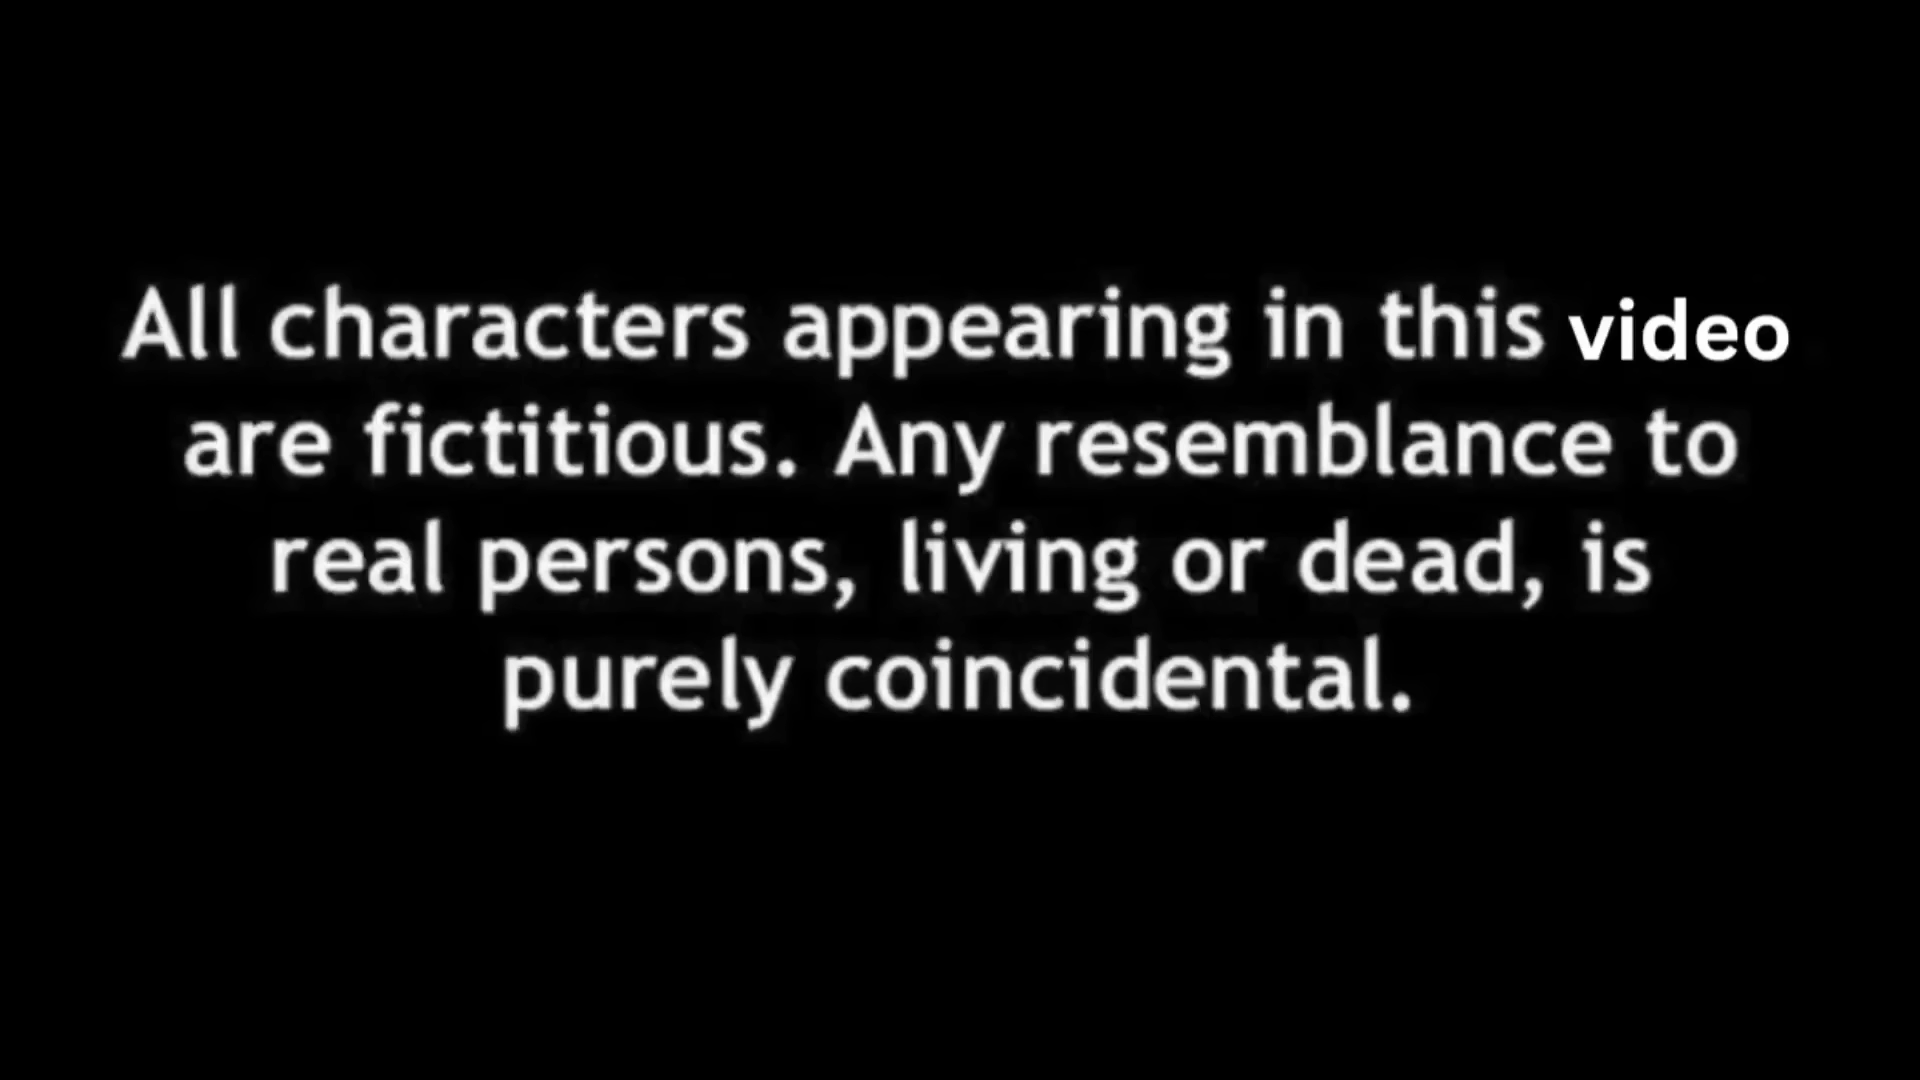 All characters appearing in this video
are fictitious. Any resemblance to
real persons, living or dead, is
purely coincidental.